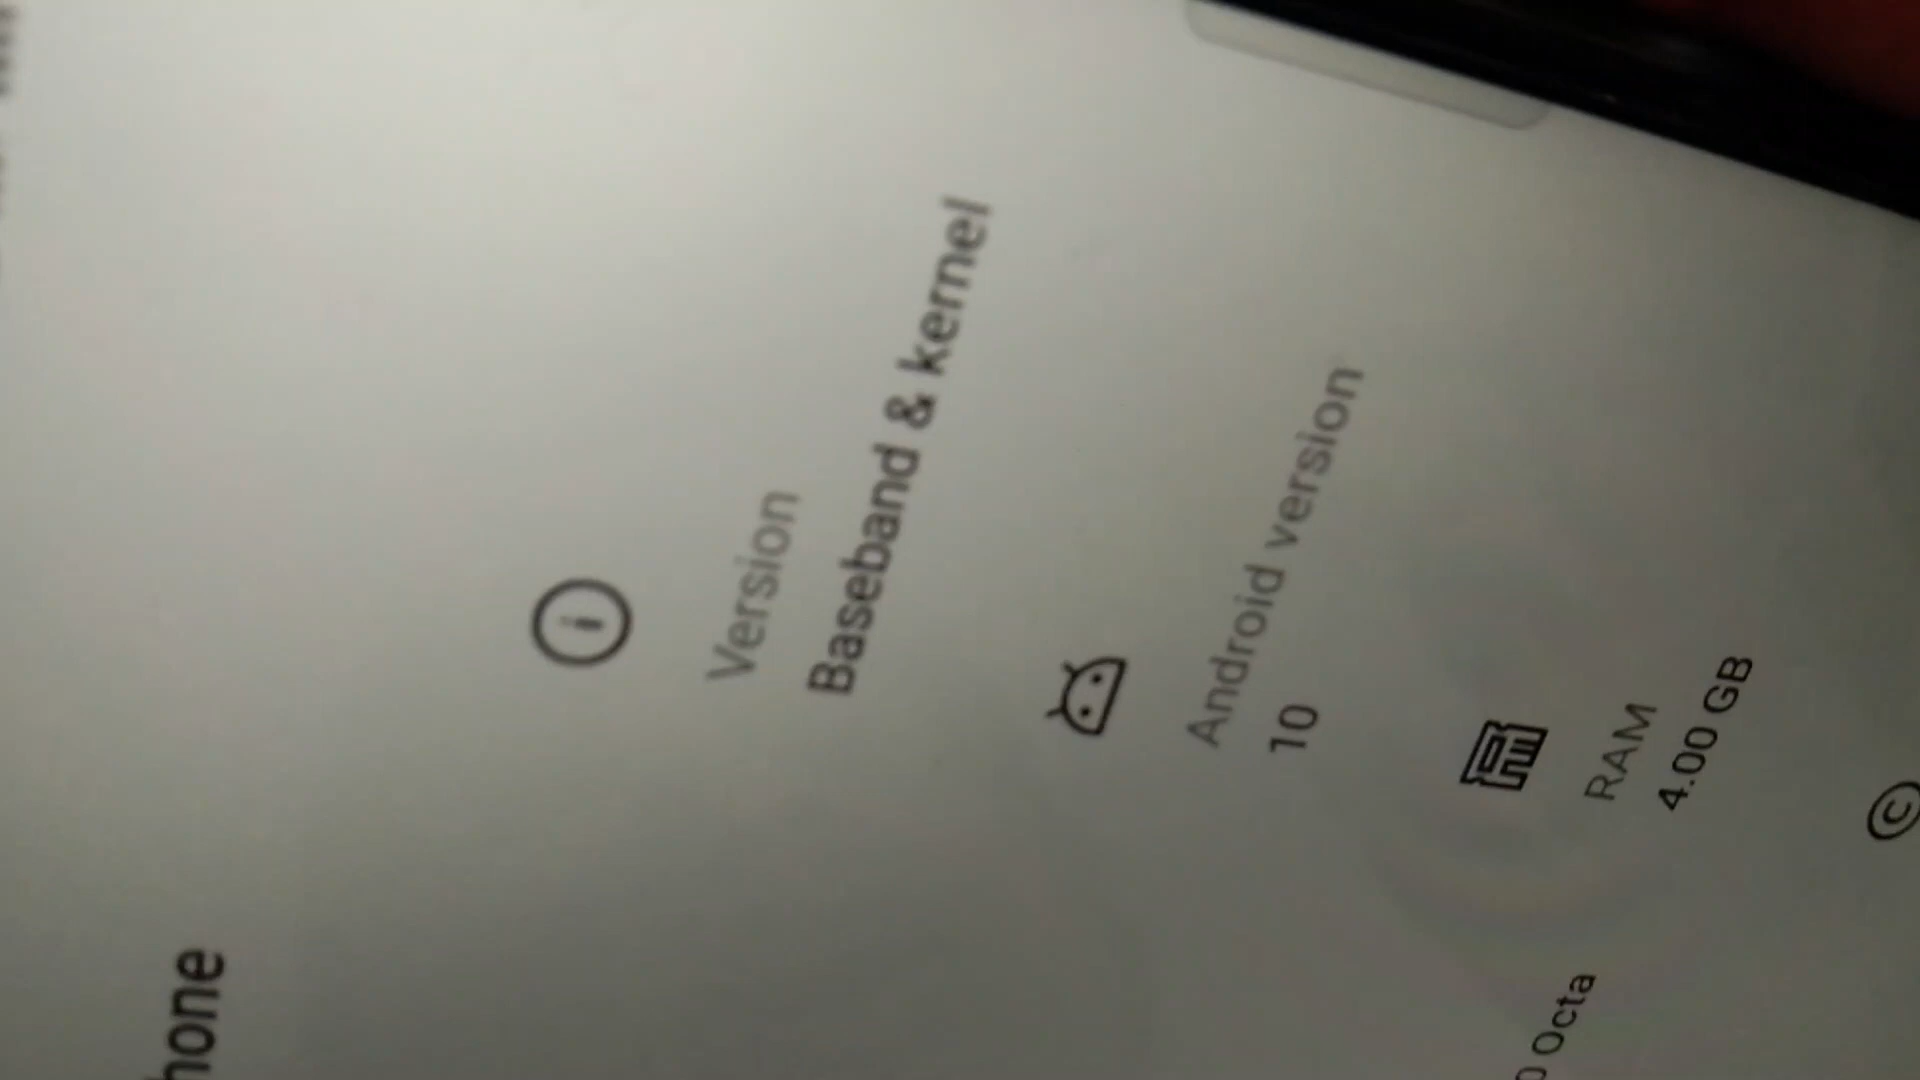 hone
Version
Baseband & kernel
Android version
10
RAM
4.00 GB
Octa
©